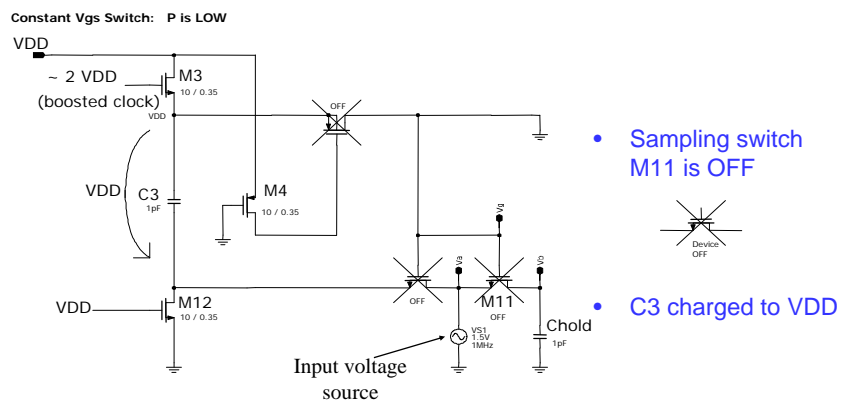 Constant Vgs Switch: P is LOW
VDD
~ 2 VDD
(boosted clock)
M3
10 / 0.35
VDD
OFF
VDD
C3
1pF
M4
10 / 0.35
Vg
Va
Vo
OFF
M11
OFF
VDD
M12
10 / 0.35
VS1
1.5V
1MHz
Chold
1pF
Input voltage
source
• Sampling switch
M11 is OFF
Device
OFF
• C3 charged to VDD